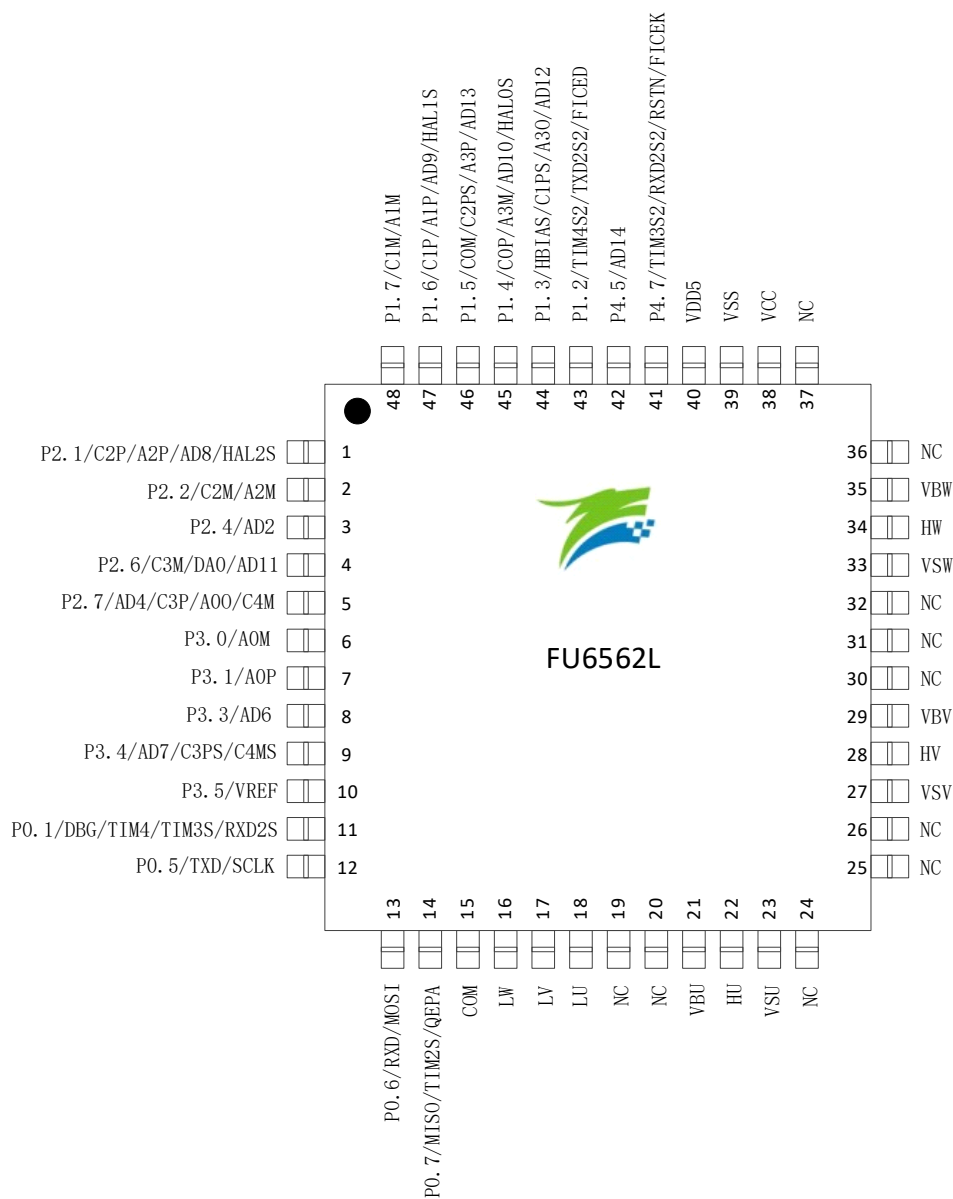 P1.7/C1M/A1M
P1.6/C1P/A1P/AD9/HAL1S
P1.5/C0M/C2PS/A3P/AD13
P1.4/C0P/A3M/AD10/HAL0S
P1.3/HBIAS/C1PS/A3O/AD12
P1.2/TIM4S2/TXD2S2/FICED
P4.5/AD14
P4.7/TIM3S2/RXD2S2/RSTN/FICEK
VDD5
VSS
VCC
NC
48
47
46
45
44
43
42
41
40
39
38
37
P2.1/C2P/A2P/AD8/HAL2S 1
P2.2/C2M/A2M 2
P2.4/AD2 3
P2.6/C3M/DA0/AD11 4
P2.7/AD4/C3P/A0O/C4M 5
P3.0/A0M 6
P3.1/A0P 7
P3.3/AD6 8
P3.4/AD7/C3PS/C4MS 9
P3.5/VREF 10
P0.1/DBG/TIM4/TIM3S/RXD2S 11
P0.5/TXD/SCLK 12
FU6562L
36 NC
35 VBW
34 HW
33 VSW
32 NC
31 NC
30 NC
29 VBV
28 HV
27 VSV
26 NC
25 NC
13
14
15
16
17
18
19
20
21
22
23
24
P0.6/RXD/MOSI
P0.7/MISO/TIM2S/QEPA
COM
LW
LV
LU
NC
NC
VBU
HU
VSU
NC